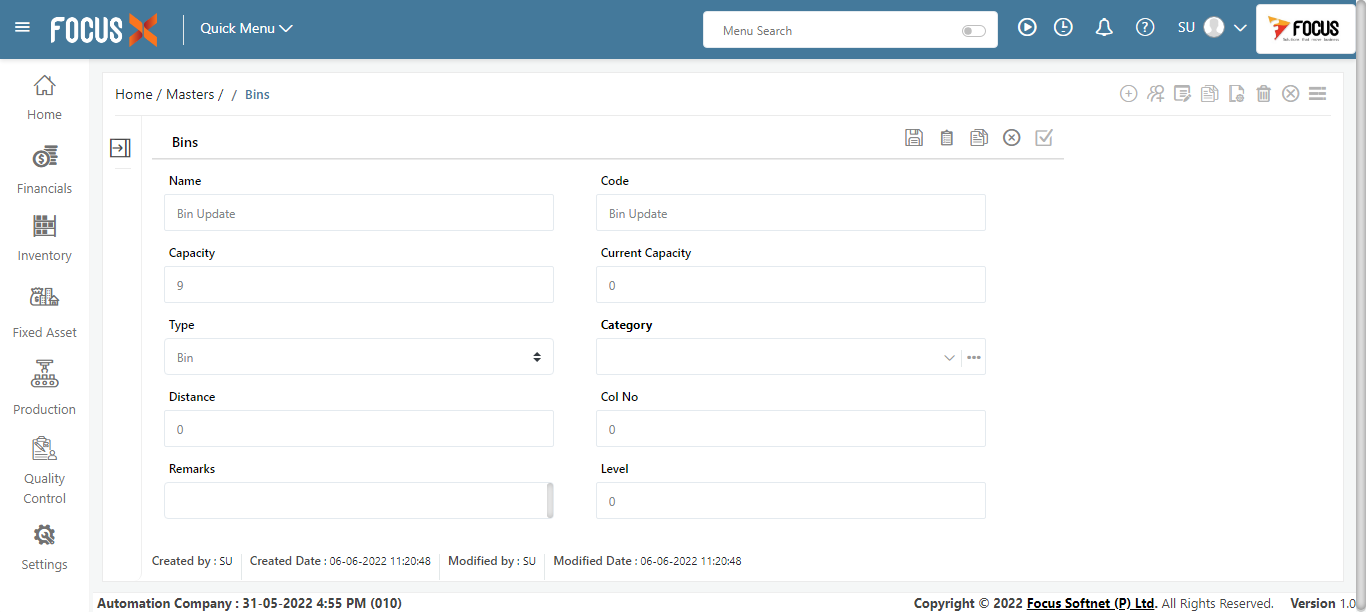 FOCUS X
Quick Menu
Menu Search
SU
FOCUS
Home
Financials
Inventory
Fixed Asset
Production
Quality
Control
Settings
Home / Masters / / Bins
Bins
Name
Code
Bin Update
Bin Update
Capacity
Current Capacity
9
0
Type
Category
Bin
Distance
Col No
0
0
Remarks
Level
0
Created by : SU
Created Date : 06-06-2022 11:20:48
Modified by : SU
Modified Date : 06-06-2022 11:20:48
Automation Company : 31-05-2022 4:55 PM (010)
Copyright © 2022 Focus Softnet (P) Ltd. All Rights Reserved.
Version 1.0